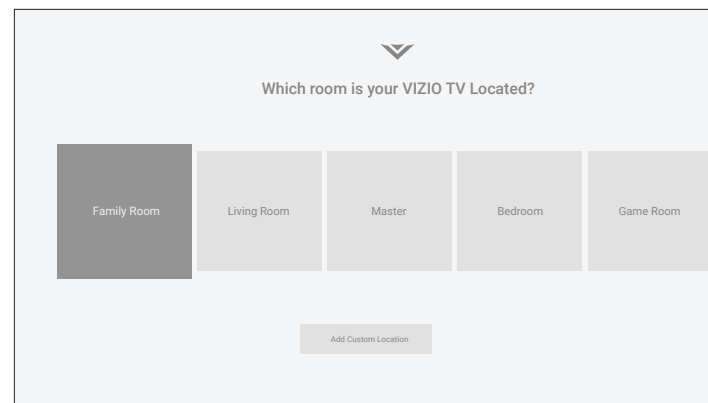 Which room is your VIZIO TV Located?
Family Room
Living Room
Master
Bedroom
Game Room
Add Custom Location